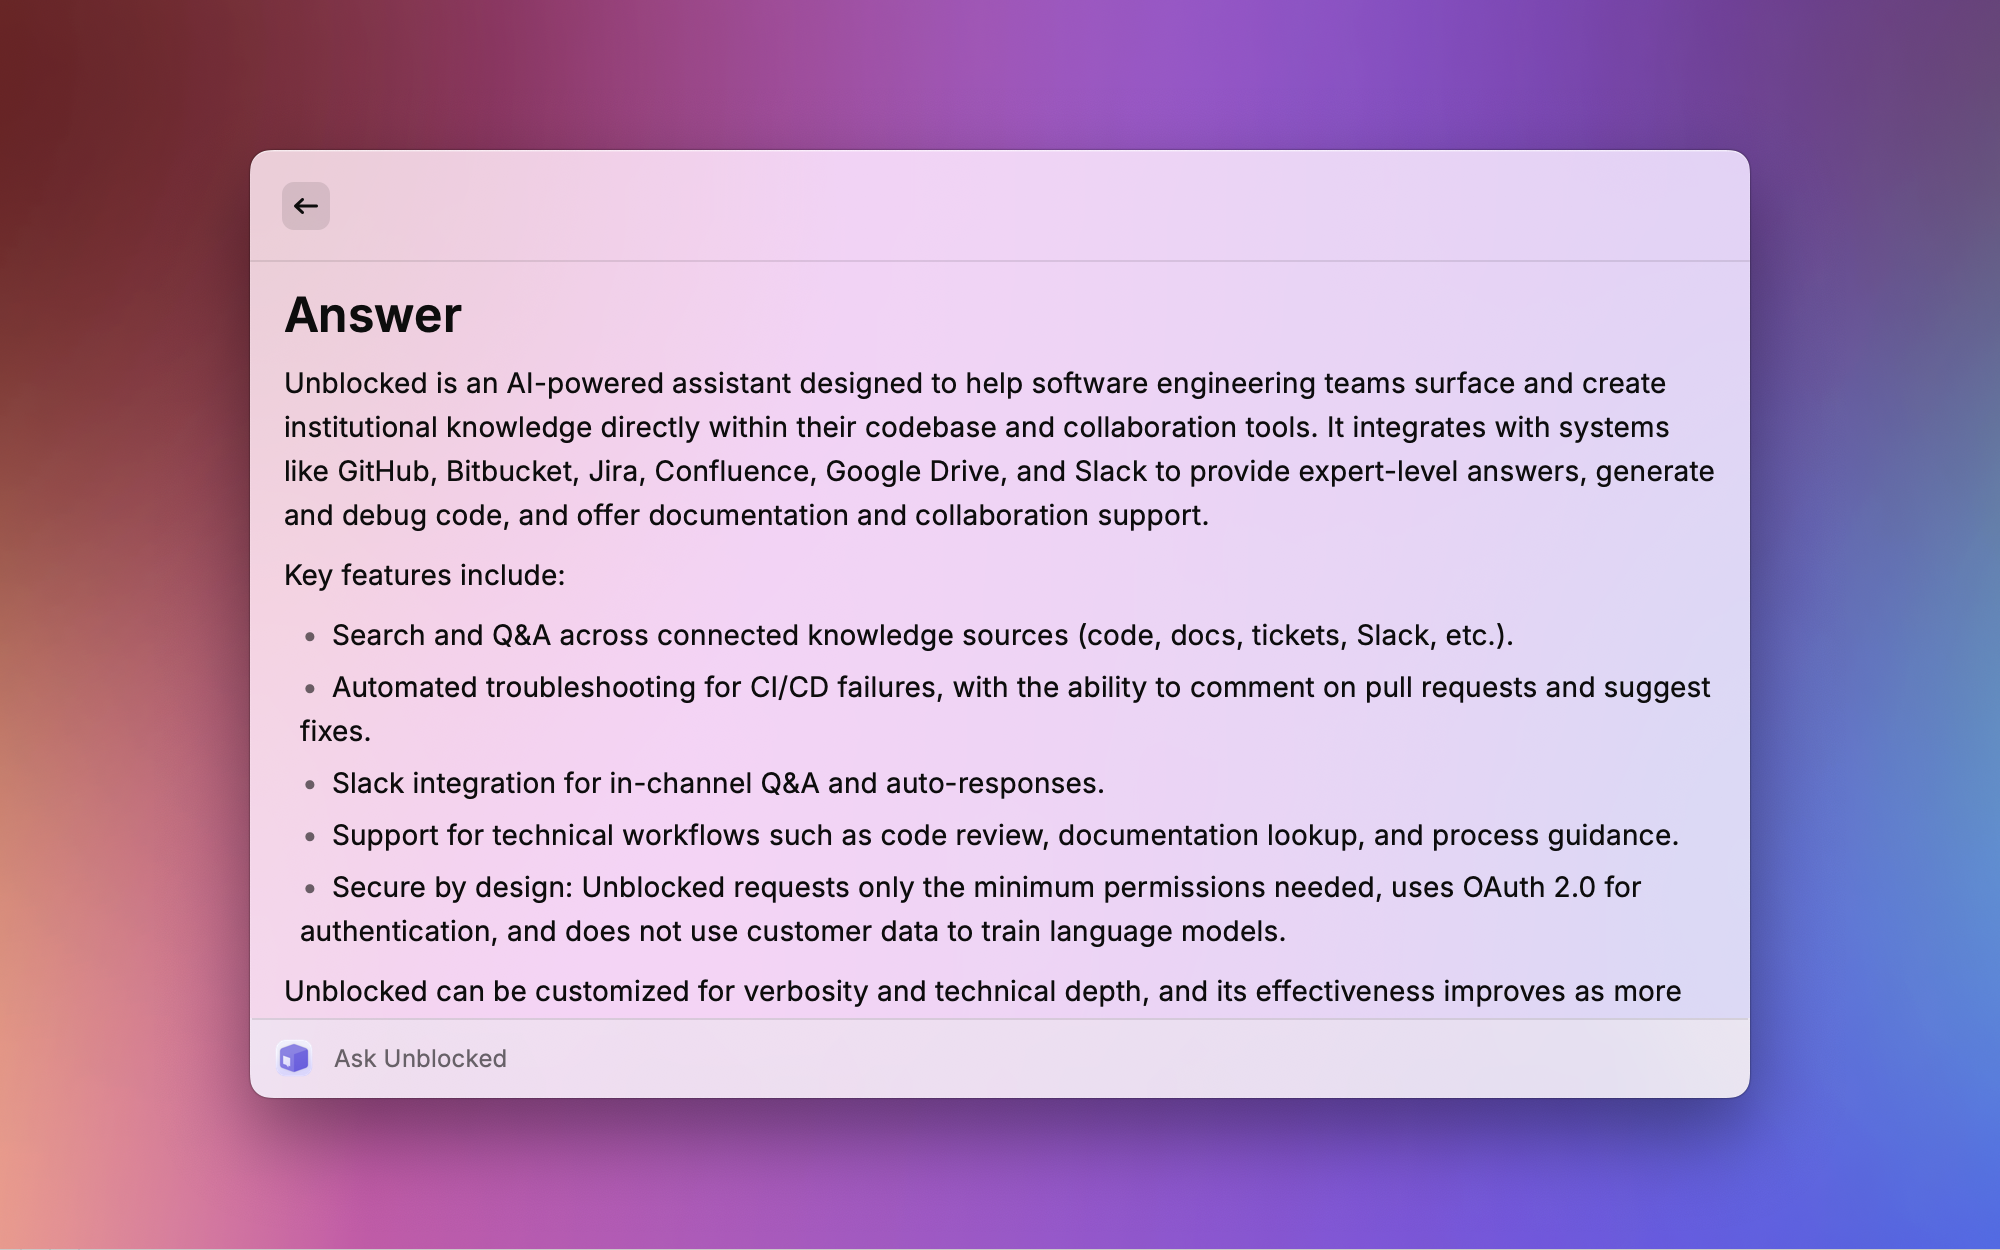 Answer
Unblocked is an AI-powered assistant designed to help software engineering teams surface and create
institutional knowledge directly within their codebase and collaboration tools. It integrates with systems
like GitHub, Bitbucket, Jira, Confluence, Google Drive, and Slack to provide expert-level answers, generate
and debug code, and offer documentation and collaboration support.
Key features include:
• Search and Q&A across connected knowledge sources (code, docs, tickets, Slack, etc.).
• Automated troubleshooting for CI/CD failures, with the ability to comment on pull requests and suggest
fixes.
• Slack integration for in-channel Q&A and auto-responses.
• Support for technical workflows such as code review, documentation lookup, and process guidance.
• Secure by design: Unblocked requests only the minimum permissions needed, uses OAuth 2.0 for
authentication, and does not use customer data to train language models.
Unblocked can be customized for verbosity and technical depth, and its effectiveness improves as more
Ask Unblocked